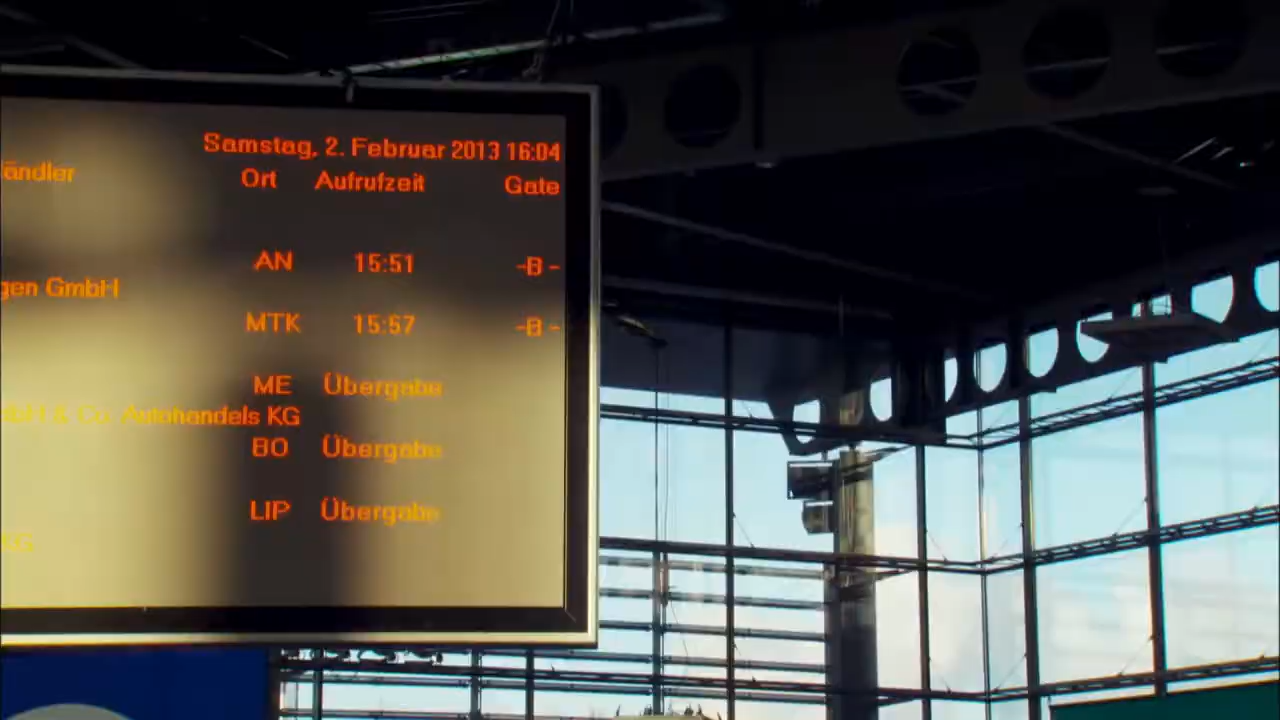 Samstag, 2. Februar 2013 16:04
ändler Ort Aufrufzeit Gate
AN 15:51 -B-
gen GmbH
MTK 15:57 -B-
ME Übergabe
mbH & Co. Autohandels KG
BO Übergabe
LIP Übergabe
KG